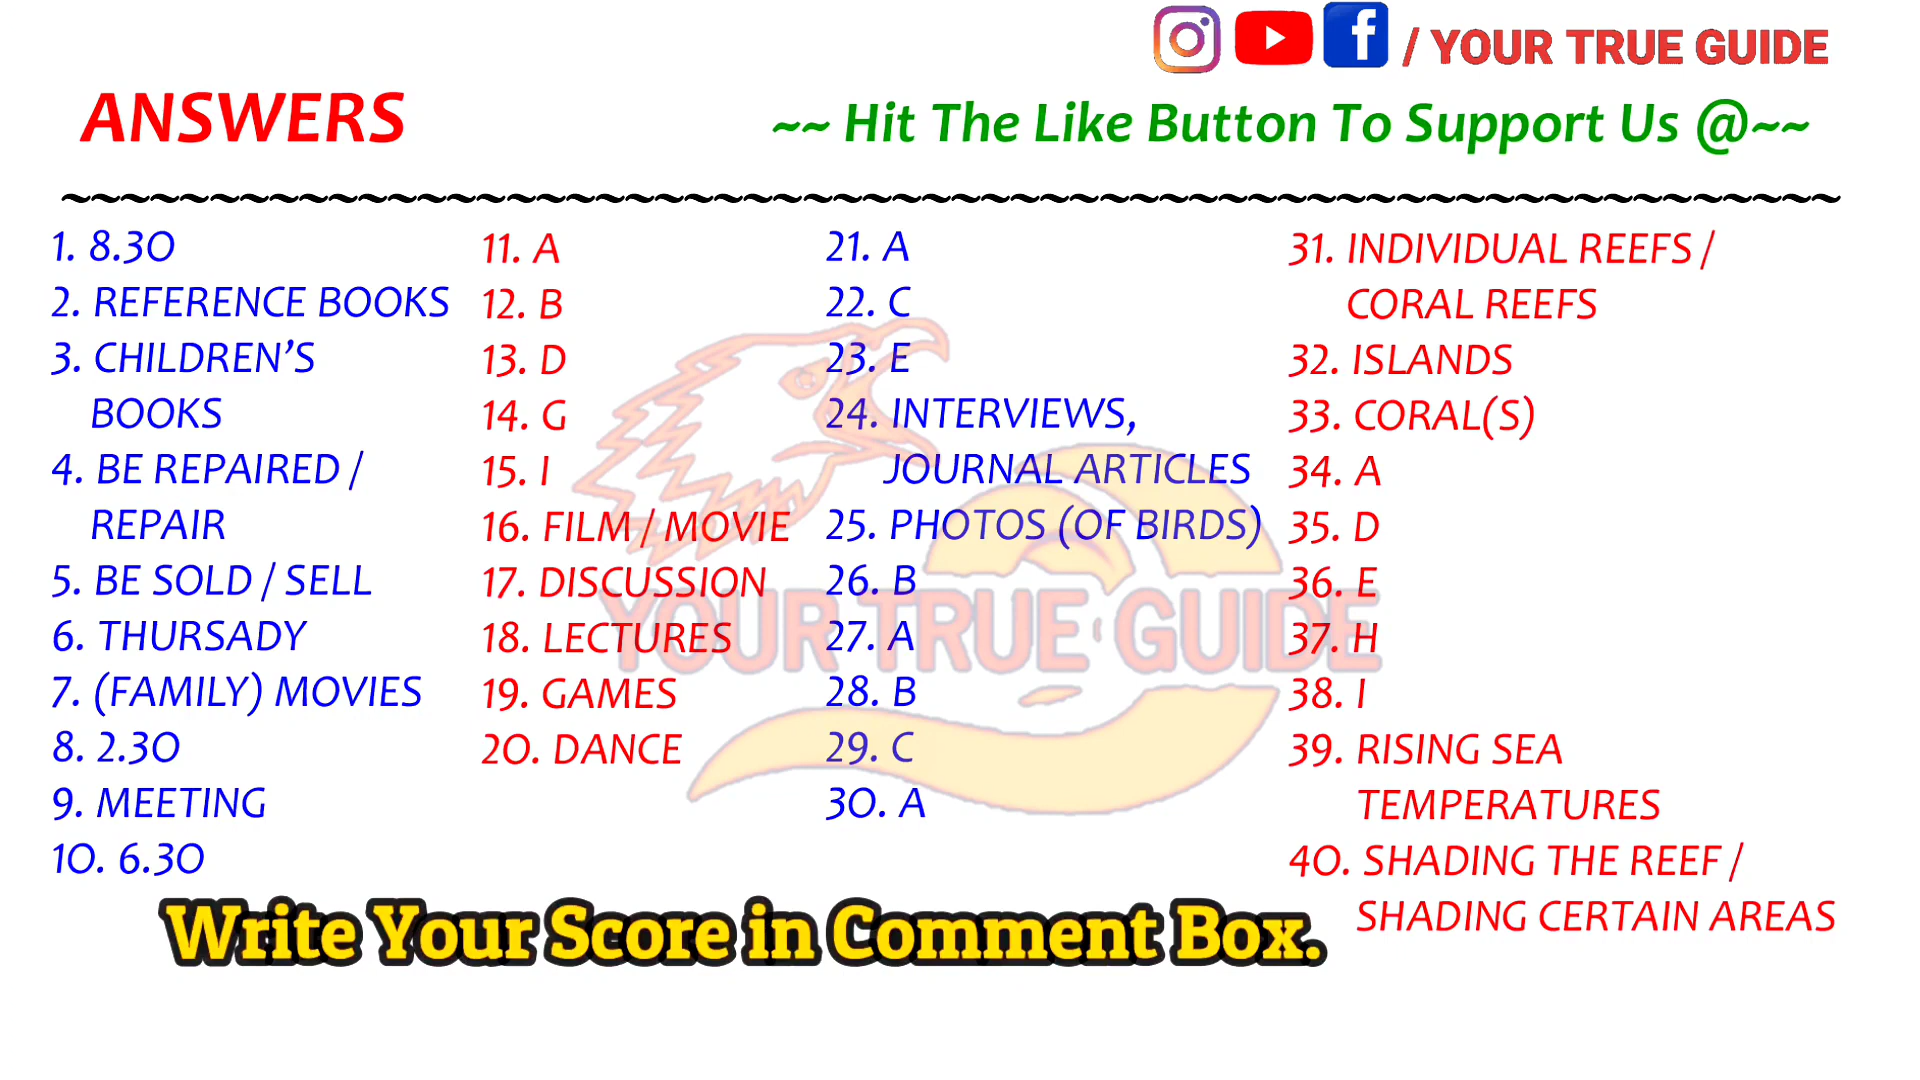 / YOUR TRUE GUIDE
ANSWERS
~~ Hit The Like Button To Support Us @~~
1. 8.30
2. REFERENCE BOOKS
3. CHILDREN'S
BOOKS
4. BE REPAIRED /
REPAIR
5. BE SOLD / SELL
6. THURSADY
7. (FAMILY) MOVIES
8. 2.30
9. MEETING
10. 6.30
11. A
12. B
13. D
14. G
15. I
16. FILM / MOVIE
17. DISCUSSION
18. LECTURES
19. GAMES
20. DANCE
21. A
22. C
23. E
24. INTERVIEWS,
JOURNAL ARTICLES
25. PHOTOS (OF BIRDS)
26. B
27. A
28. B
29. C
30. A
31. INDIVIDUAL REEFS /
CORAL REEFS
32. ISLANDS
33. CORAL(S)
34. A
35. D
36. E
37. H
38. I
39. RISING SEA
TEMPERATURES
40. SHADING THE REEF /
SHADING CERTAIN AREAS
YOUR TRUE GUIDE
Write Your Score in Comment Box.